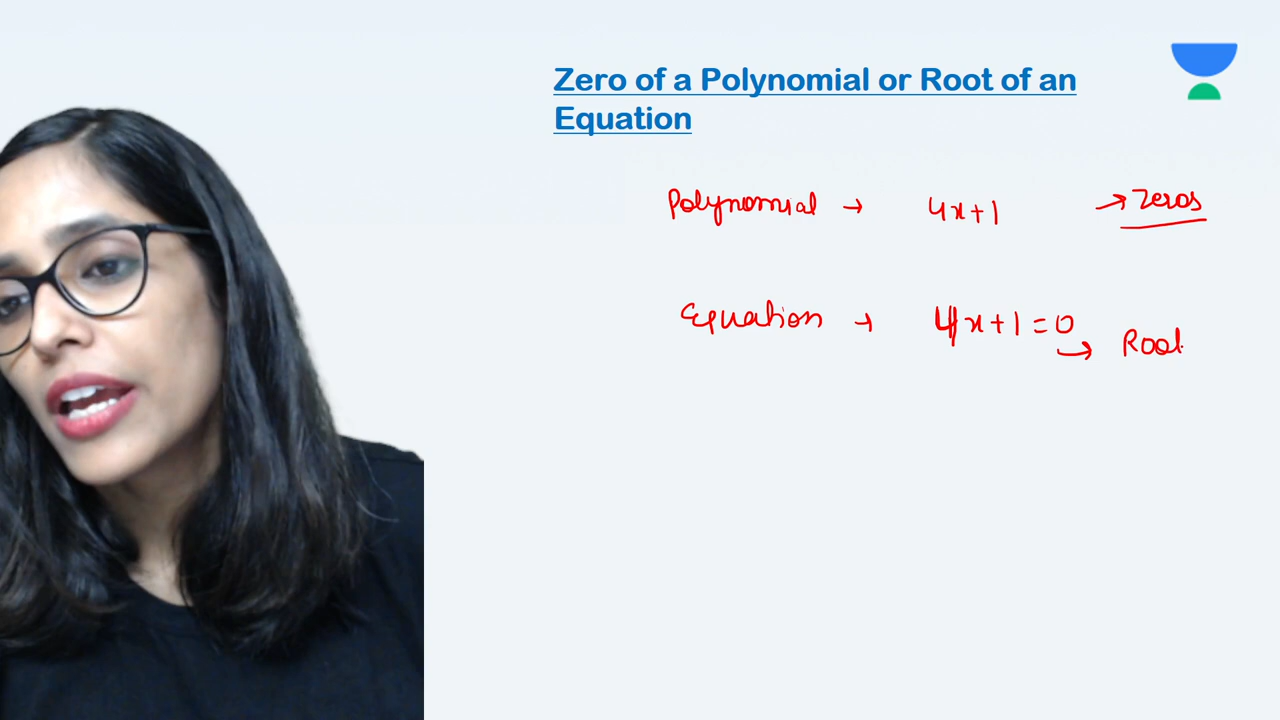 Zero of a Polynomial or Root of an
Equation
Polynomial → 4x+1 → Zeros
Equation → 4x+1=0 → Root